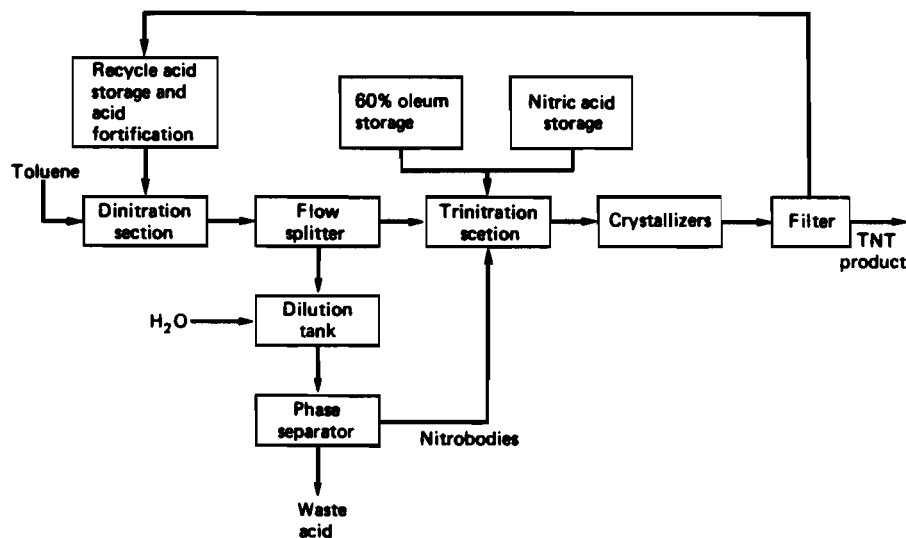 Recycle acid
storage and
acid
fortification
60% oleum
storage
Nitric acid
storage
Toluene
Dinitration
section
Flow
splitter
Trinitration
scetion
Crystallizers
Filter
TNT
product
H₂O
Dilution
tank
Phase
separator
Nitrobodies
Waste
acid